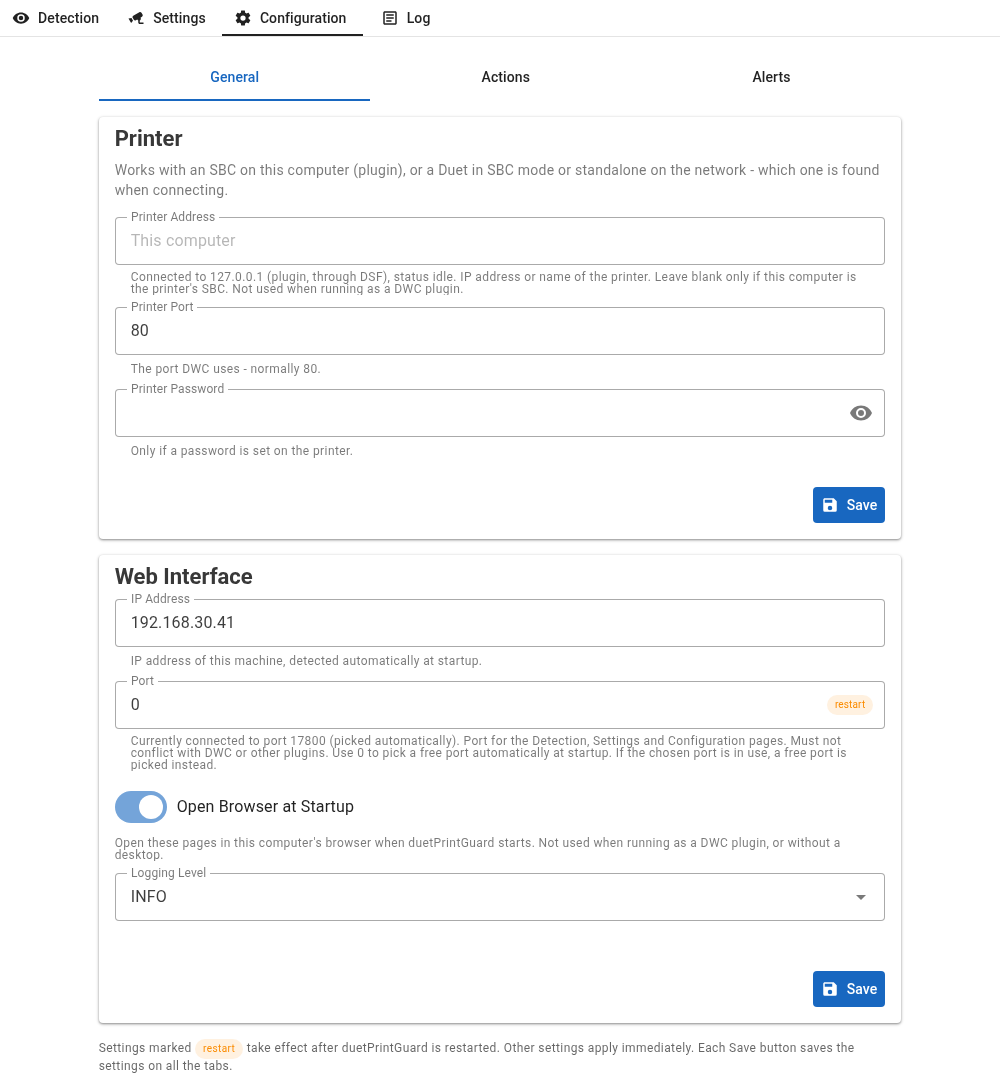 Detection
Settings
Configuration
Log
General
Actions
Alerts
Printer
Works with an SBC on this computer (plugin), or a Duet in SBC mode or standalone on the network - which one is found
when connecting.
Printer Address
This computer
Connected to 127.0.0.1 (plugin, through DSF), status idle. IP address or name of the printer. Leave blank only if this computer is
the printer's SBC. Not used when running as a DWC plugin.
Printer Port
80
The port DWC uses - normally 80.
Printer Password
Only if a password is set on the printer.
Save
Web Interface
IP Address
192.168.30.41
IP address of this machine, detected automatically at startup.
Port
0
restart
Currently connected to port 17800 (picked automatically). Port for the Detection, Settings and Configuration pages. Must not
conflict with DWC or other plugins. Use 0 to pick a free port automatically at startup. If the chosen port is in use, a free port is
picked instead.
Open Browser at Startup
Open these pages in this computer's browser when duetPrintGuard starts. Not used when running as a DWC plugin, or without a
desktop.
Logging Level
INFO
Save
Settings marked restart take effect after duetPrintGuard is restarted. Other settings apply immediately. Each Save button saves the
settings on all the tabs.